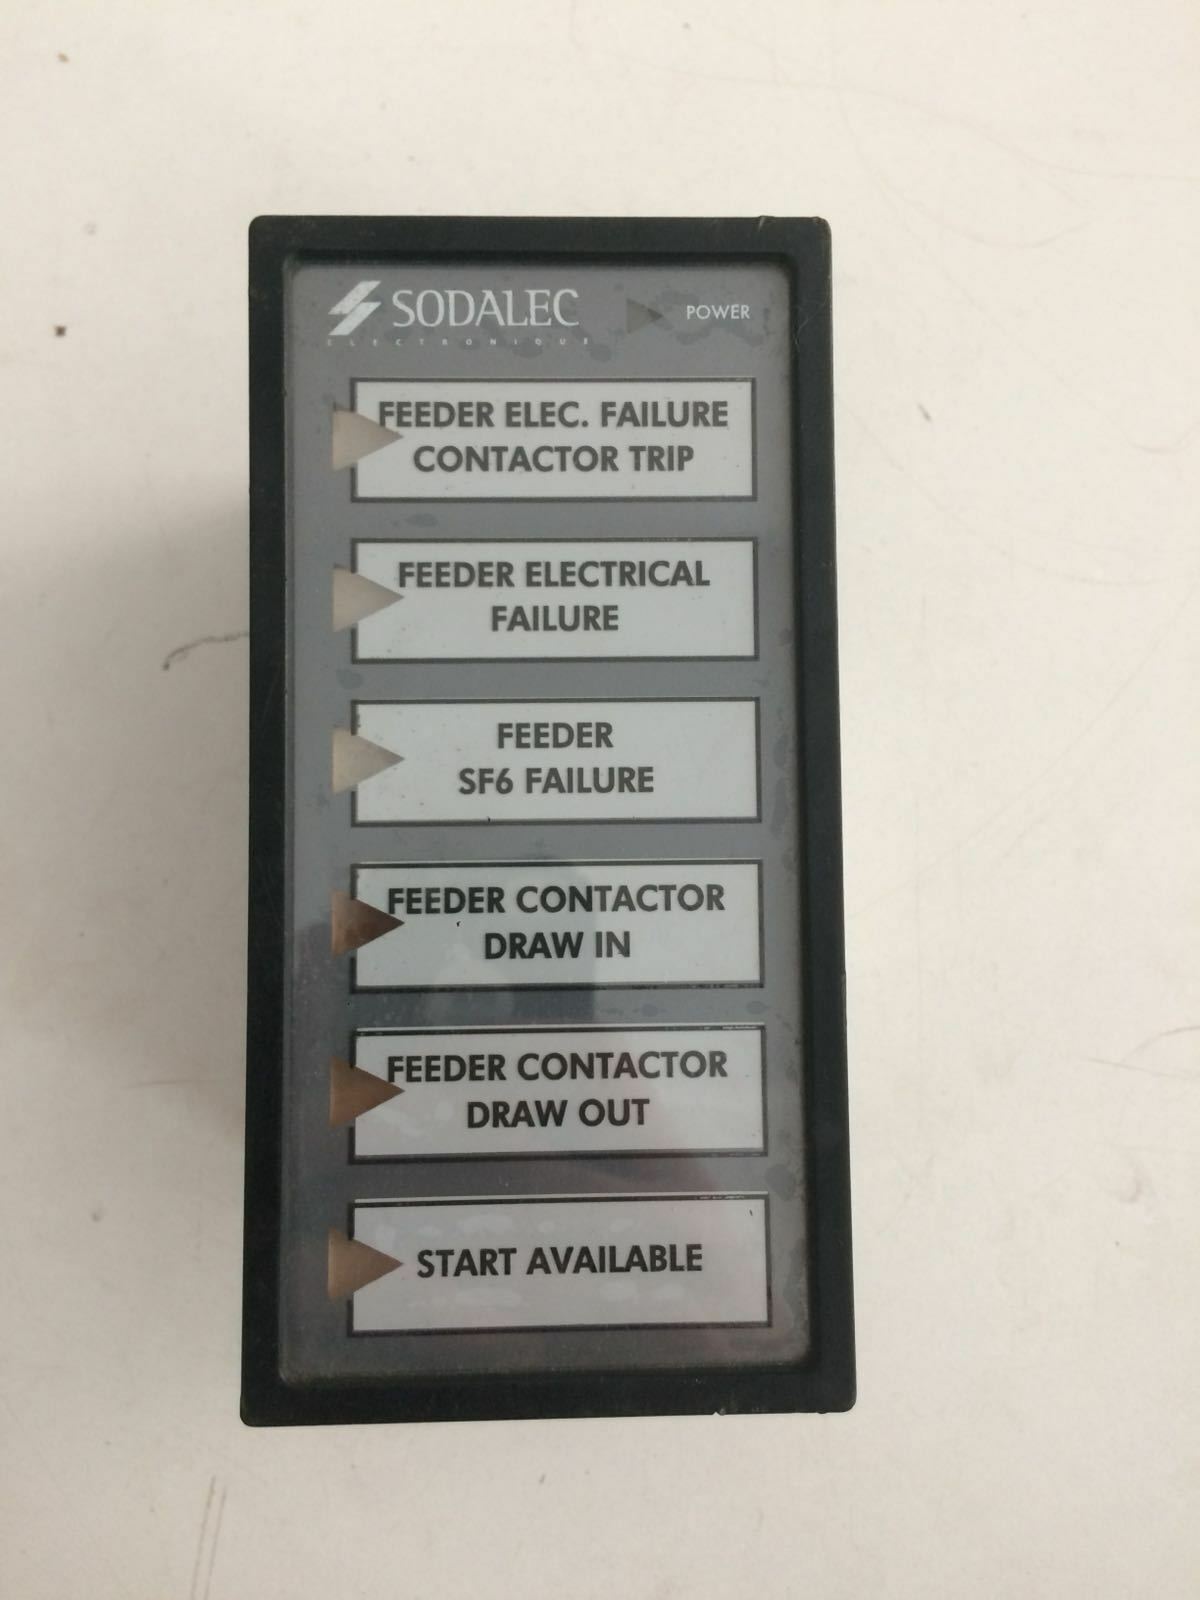 SODALEC
ELECTRONIQUE
POWER
FEEDER ELEC. FAILURE
CONTACTOR TRIP
FEEDER ELECTRICAL
FAILURE
FEEDER
SF6 FAILURE
FEEDER CONTACTOR
DRAW IN
FEEDER CONTACTOR
DRAW OUT
START AVAILABLE